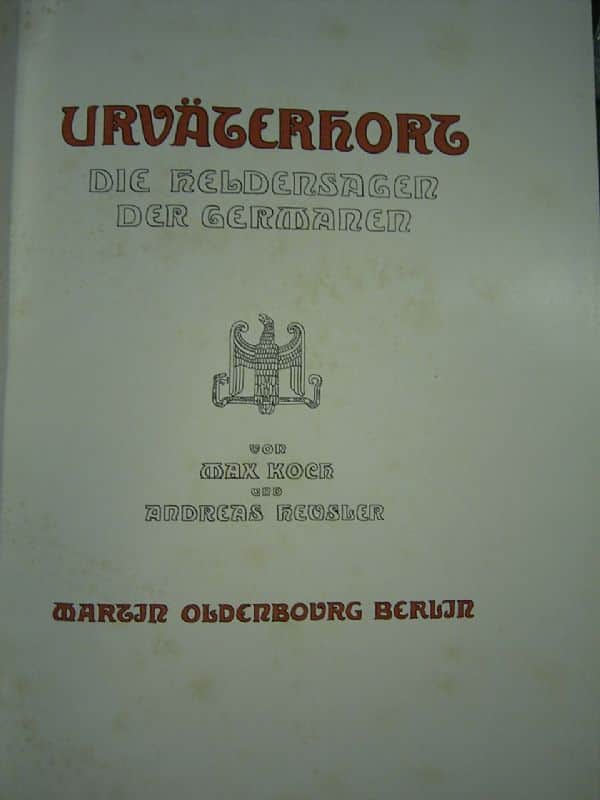 URVÄTERHORT
DIE HELDENSAGEN
DER GERMANEN
VON
MAX KOCH
UND
ANDREAS HEUSLER
MARTIN OLDENBOURG BERLIN